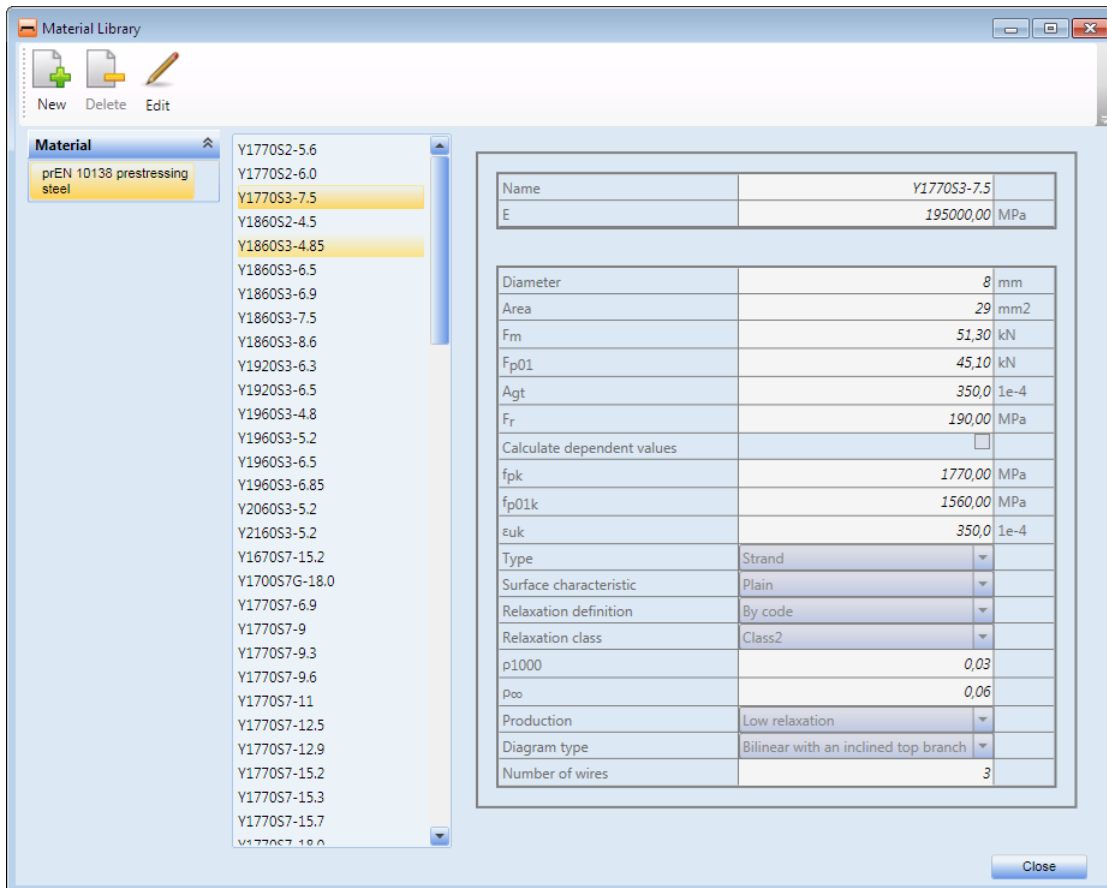 Material Library
New Delete Edit
Material
prEN 10138 prestressing
steel
Y1770S2-5.6
Y1770S2-6.0
Y1770S3-7.5
Y1860S2-4.5
Y1860S3-4.85
Y1860S3-6.5
Y1860S3-6.9
Y1860S3-7.5
Y1860S3-8.6
Y1920S3-6.3
Y1920S3-6.5
Y1960S3-4.8
Y1960S3-5.2
Y1960S3-6.5
Y1960S3-6.85
Y2060S3-5.2
Y2160S3-5.2
Y1670S7-15.2
Y1700S7G-18.0
Y1770S7-6.9
Y1770S7-9
Y1770S7-9.3
Y1770S7-9.6
Y1770S7-11
Y1770S7-12.5
Y1770S7-12.9
Y1770S7-15.2
Y1770S7-15.3
Y1770S7-15.7
Y1770S7-18.0
Name Y1770S3-7.5
E 195000,00 MPa
Diameter 8 mm
Area 29 mm2
Fm 51,30 kN
Fp01 45,10 kN
Agt 350,0 1e-4
Fr 190,00 MPa
Calculate dependent values
fpk 1770,00 MPa
fp01k 1560,00 MPa
εuk 350,0 1e-4
Type Strand
Surface characteristic Plain
Relaxation definition By code
Relaxation class Class2
ρ1000 0,03
ρ∞ 0,06
Production Low relaxation
Diagram type Bilinear with an inclined top branch
Number of wires 3
Close